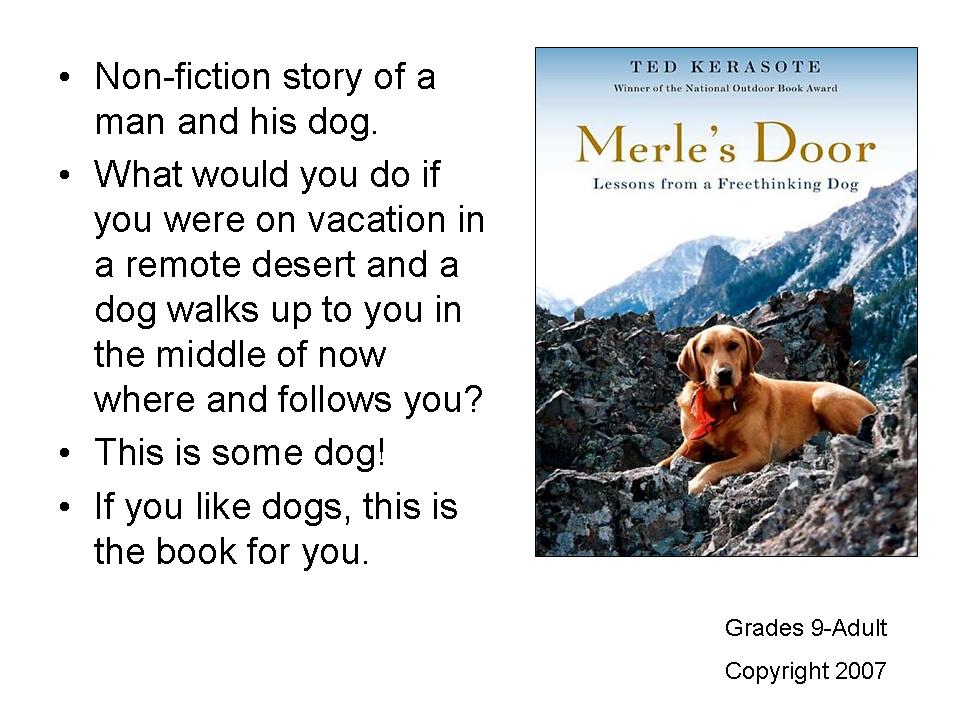 • Non-fiction story of a
man and his dog.
• What would you do if
you were on vacation in
a remote desert and a
dog walks up to you in
the middle of now
where and follows you?
• This is some dog!
• If you like dogs, this is
the book for you.
TED KERASOTE
Winner of the National Outdoor Book Award
Merle's Door
Lessons from a Freethinking Dog
Grades 9-Adult
Copyright 2007